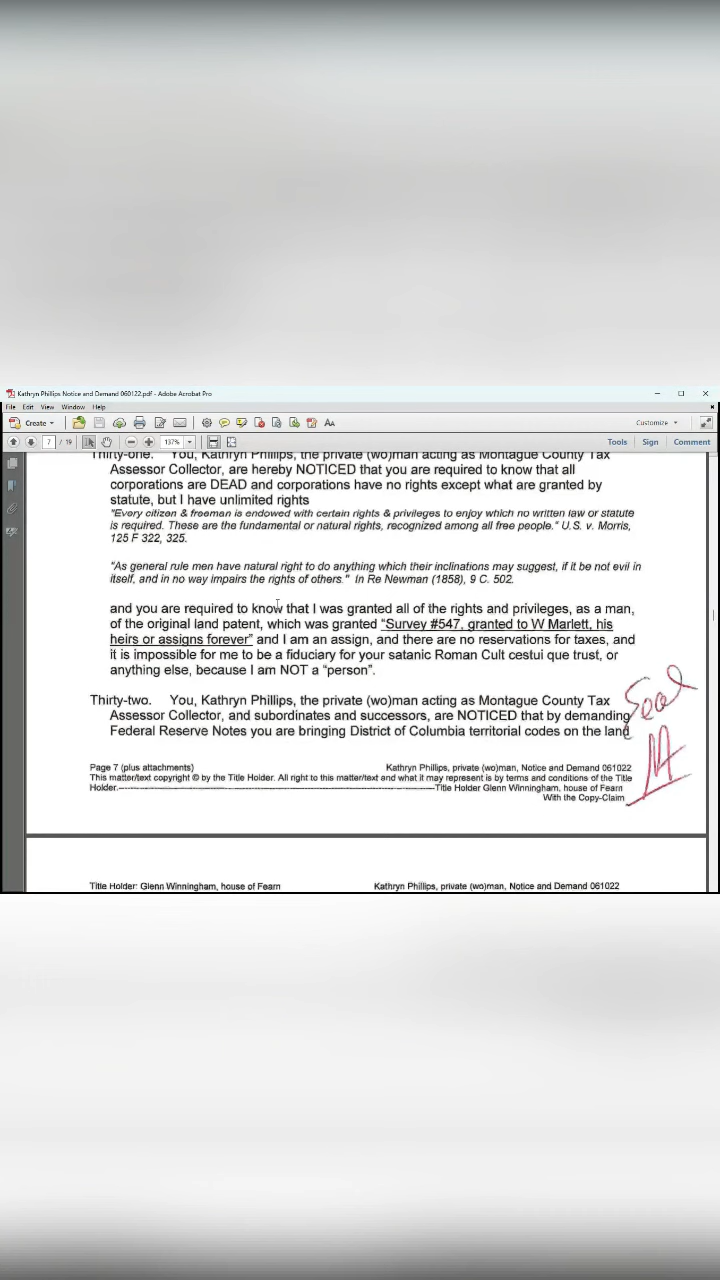 Kathryn Phillips Notice and Demand 060122.pdf - Adobe Acrobat Pro
File Edit View Window Help
Create
Customize
7 / 19
137%
Tools Sign Comment
Thirty-one. You, Kathryn Phillips, the private (wo)man acting as Montague County Tax
Assessor Collector, are hereby NOTICED that you are required to know that all
corporations are DEAD and corporations have no rights except what are granted by
statute, but I have unlimited rights
"Every citizen & freeman is endowed with certain rights & privileges to enjoy which no written law or statute
is required. These are the fundamental or natural rights, recognized among all free people." U.S. v. Morris,
125 F 322, 325.
"As general rule men have natural right to do anything which their inclinations may suggest, if it be not evil in
itself, and in no way impairs the rights of others." In Re Newman (1858), 9 C. 502.
and you are required to know that I was granted all of the rights and privileges, as a man,
of the original land patent, which was granted "Survey #547, granted to W Marlett, his
heirs or assigns forever" and I am an assign, and there are no reservations for taxes, and
it is impossible for me to be a fiduciary for your satanic Roman Cult cestui que trust, or
anything else, because I am NOT a "person".
Thirty-two. You, Kathryn Phillips, the private (wo)man acting as Montague County Tax
Assessor Collector, and subordinates and successors, are NOTICED that by demanding
Federal Reserve Notes you are bringing District of Columbia territorial codes on the land
Seal
Page 7 (plus attachments) Kathryn Phillips, private (wo)man, Notice and Demand 061022
This matter/text copyright © by the Title Holder. All right to this matter/text and what it may represent is by terms and conditions of the Title
Holder.------------------------Title Holder Glenn Winningham, house of Fearn
With the Copy-Claim
Title Holder: Glenn Winningham, house of Fearn Kathryn Phillips, private (wo)man, Notice and Demand 061022